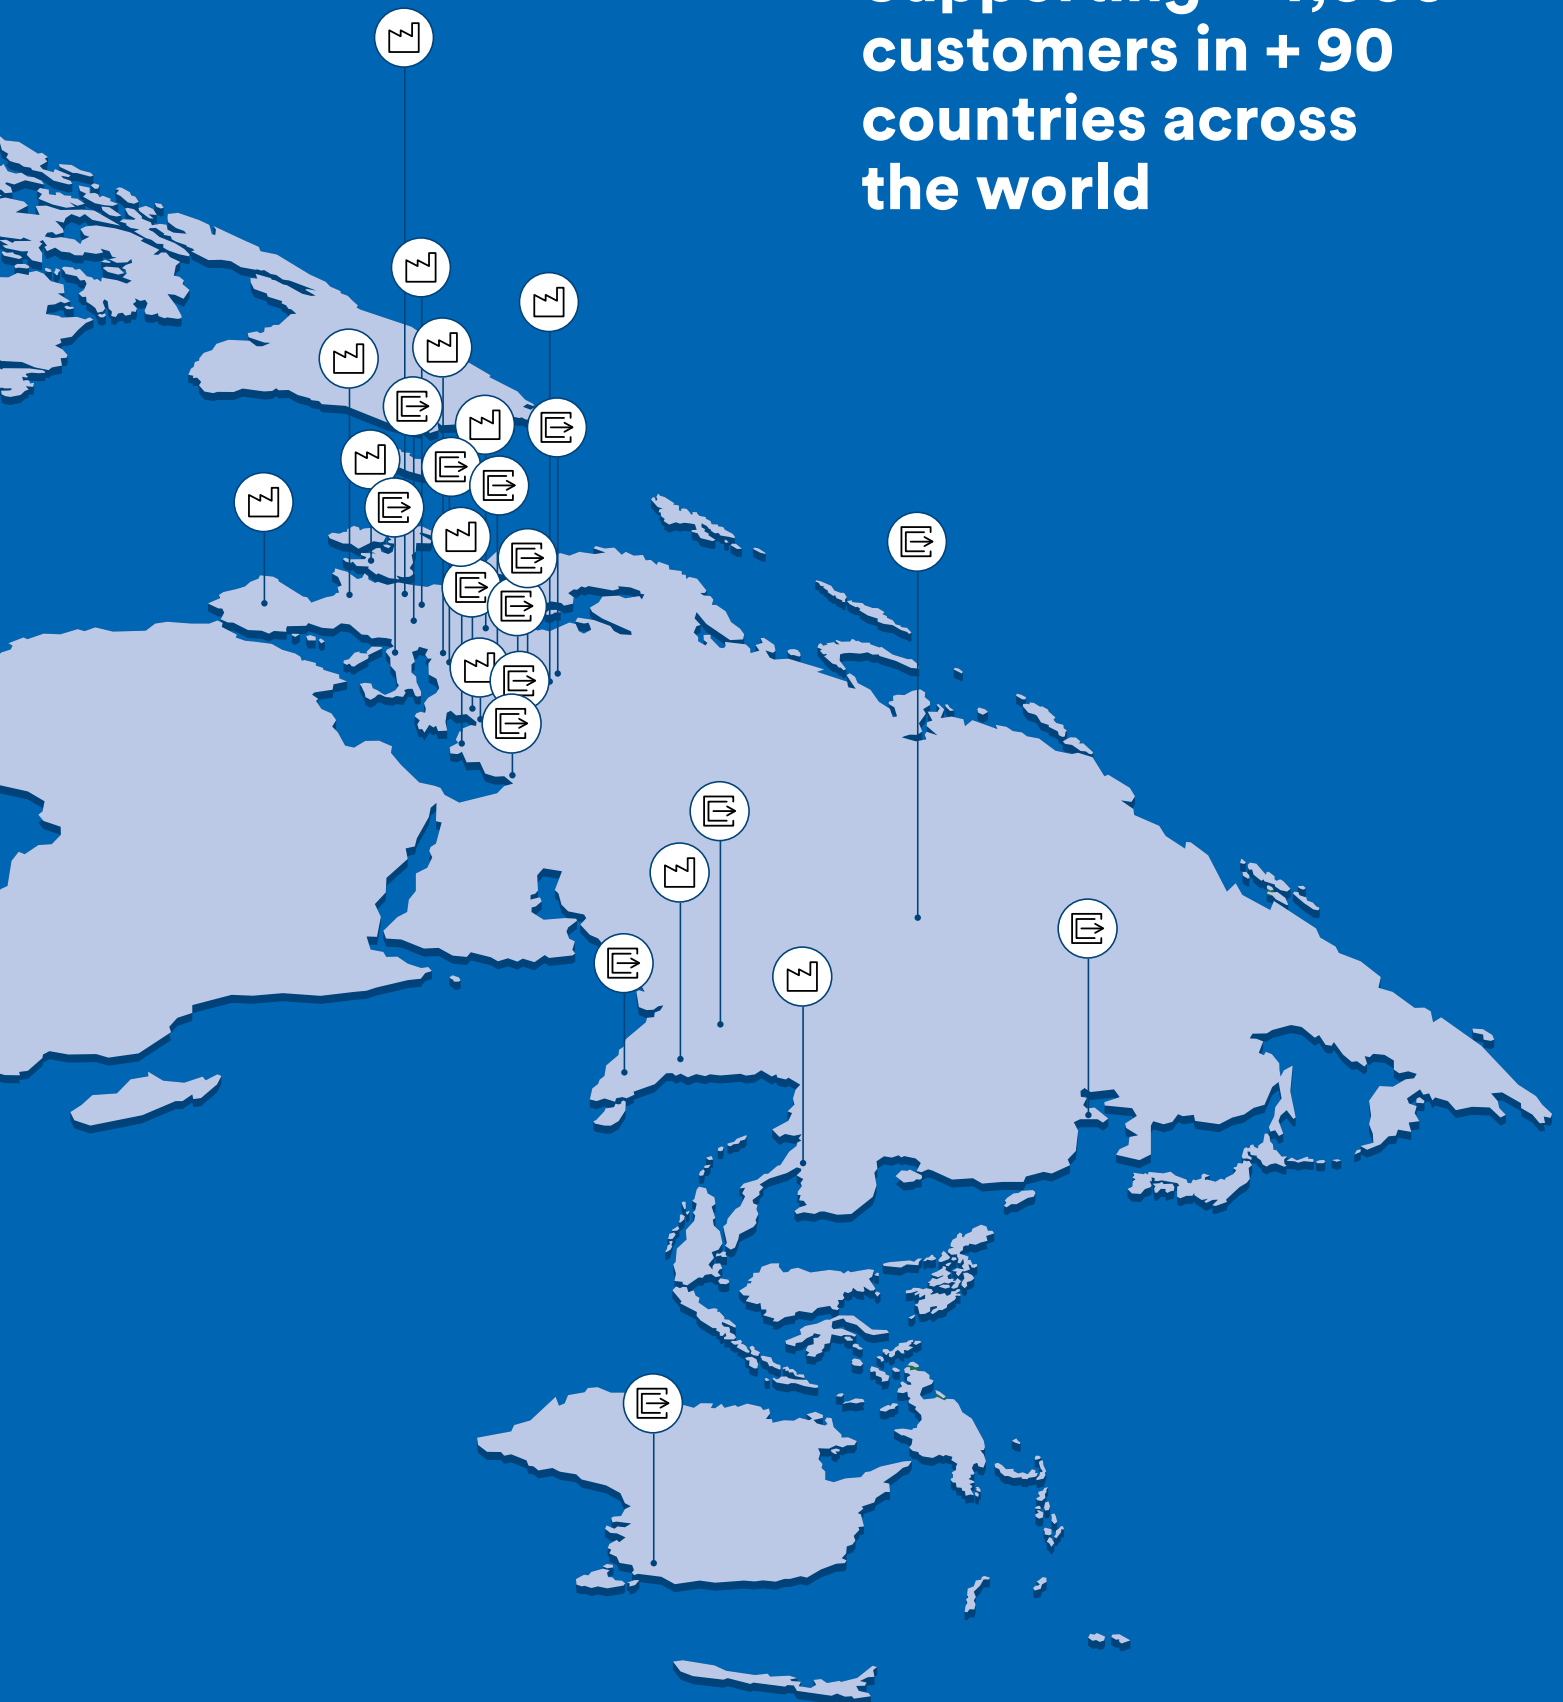 customers in + 90
countries across
the world